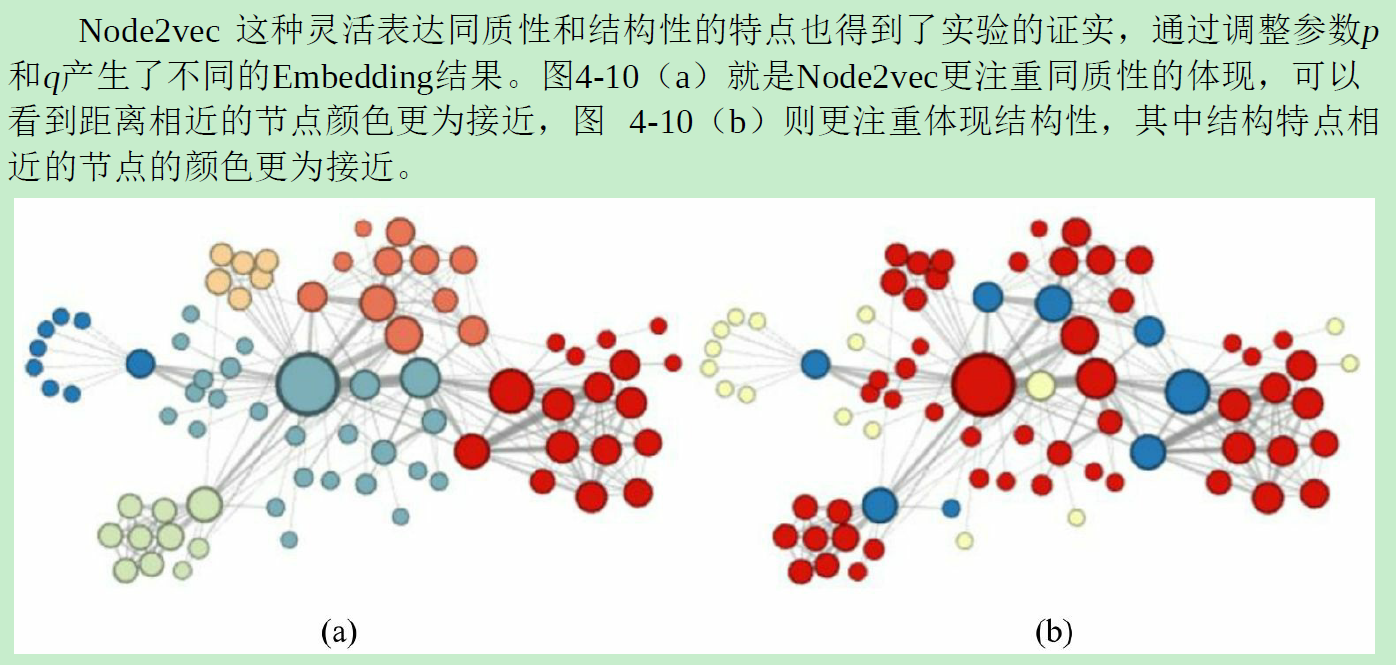 Node2vec 这种灵活表达同质性和结构性的特点也得到了实验的证实，通过调整参数p
和q产生了不同的Embedding结果。图4-10（a）就是Node2vec更注重同质性的体现，可以
看到距离相近的节点颜色更为接近，图 4-10（b）则更注重体现结构性，其中结构特点相
近的节点的颜色更为接近。
(a) (b)